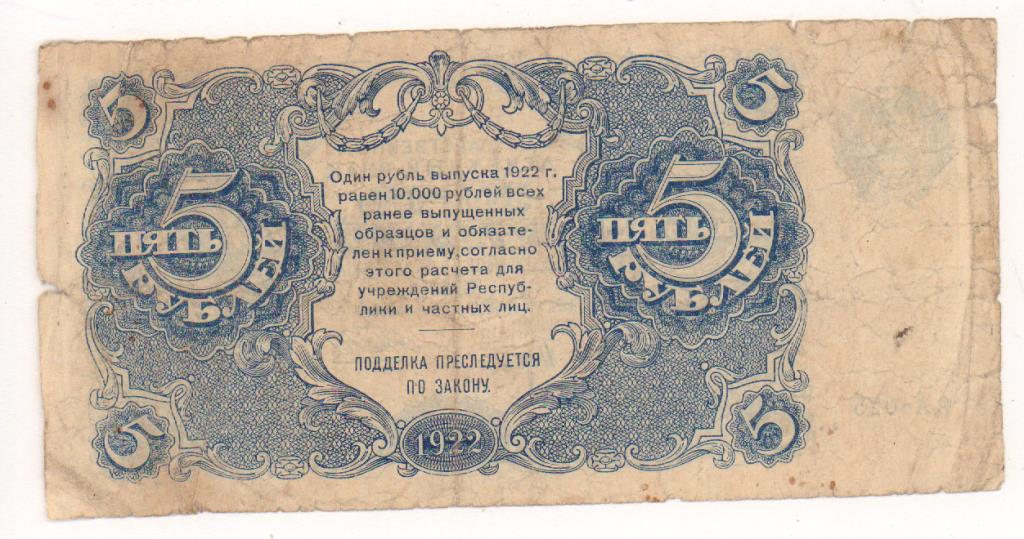 5 5
Один рубль выпуска 1922 г.
равен 10.000 рублей всех
ранее выпущенных
образцов и обязате-
лен к приему, согласно
этого расчета для
учреждений Респуб-
лики и частных лиц.
5 ПЯТЬ РУБЛЕЙ
5 ПЯТЬ РУБЛЕЙ
ПОДДЕЛКА ПРЕСЛЕДУЕТСЯ
ПО ЗАКОНУ.
5 1922 5